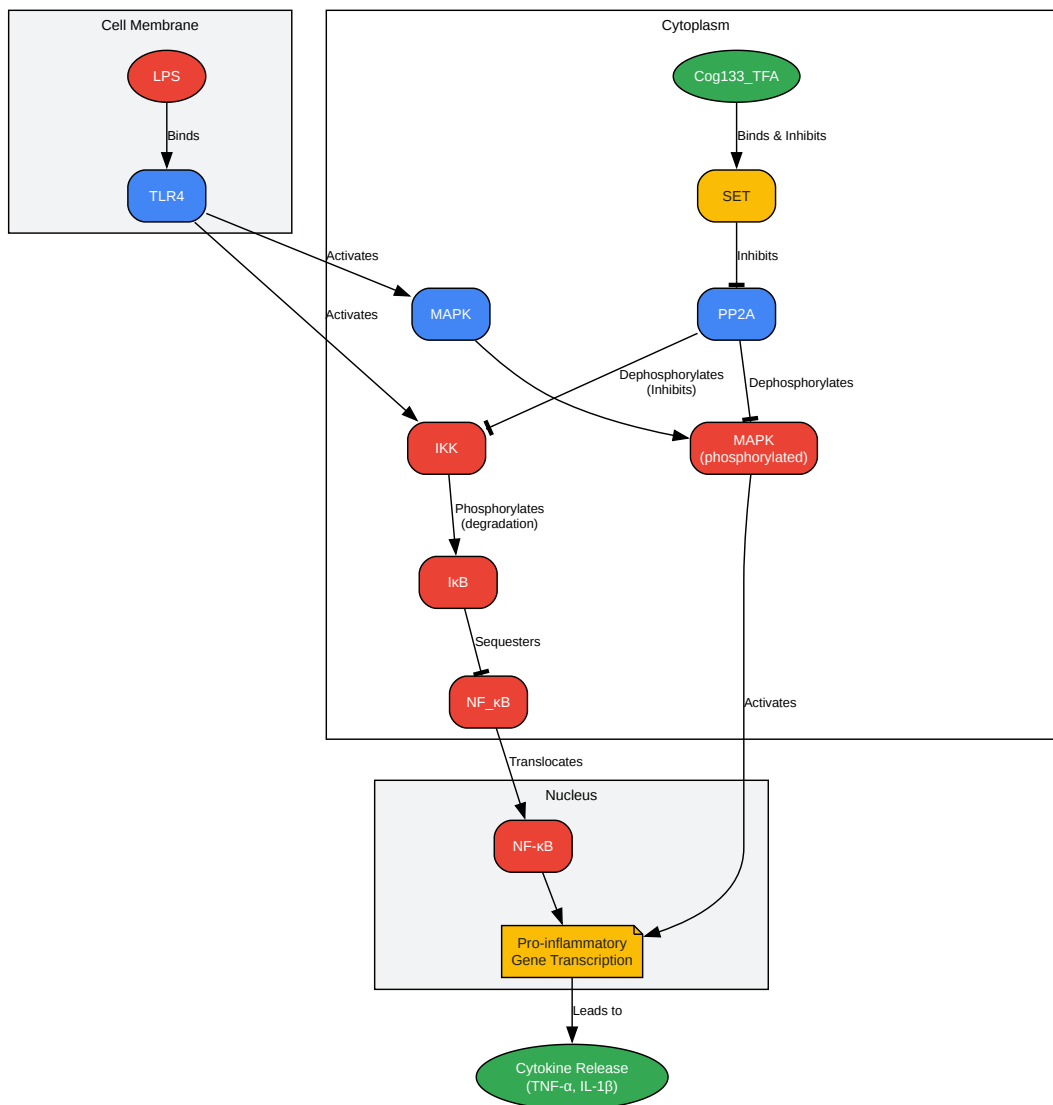 Cell Membrane
Cytoplasm
LPS
Cog133_TFA
Binds
Binds & Inhibits
TLR4
SET
Activates
Inhibits
MAPK
PP2A
Activates
Dephosphorylates
(Inhibits)
Dephosphorylates
IKK
MAPK
(phosphorylated)
Phosphorylates
(degradation)
IκB
Sequesters
NF_κB
Activates
Translocates
Nucleus
NF-κB
Pro-inflammatory
Gene Transcription
Leads to
Cytokine Release
(TNF-α, IL-1β)